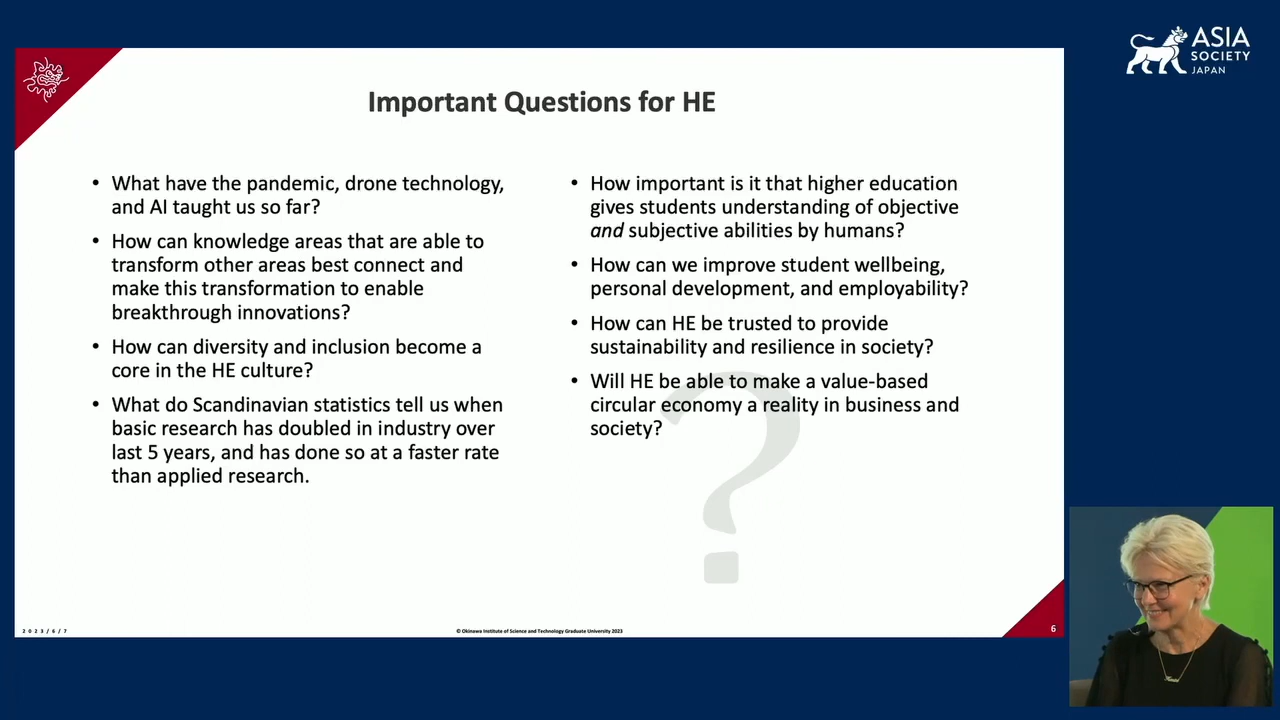 ASIA
SOCIETY
JAPAN
Important Questions for HE
• What have the pandemic, drone technology,
and AI taught us so far?
• How can knowledge areas that are able to
transform other areas best connect and
make this transformation to enable
breakthrough innovations?
• How can diversity and inclusion become a
core in the HE culture?
• What do Scandinavian statistics tell us when
basic research has doubled in industry over
last 5 years, and has done so at a faster rate
than applied research.
• How important is it that higher education
gives students understanding of objective
and subjective abilities by humans?
• How can we improve student wellbeing,
personal development, and employability?
• How can HE be trusted to provide
sustainability and resilience in society?
• Will HE be able to make a value-based
circular economy a reality in business and
society?
?
2023/6/7
© Okinawa Institute of Science and Technology Graduate University 2023
6